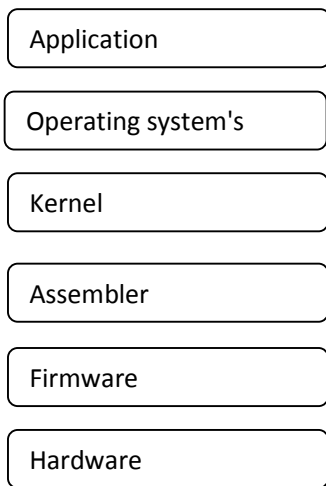 Application
Operating system's
Kernel
Assembler
Firmware
Hardware